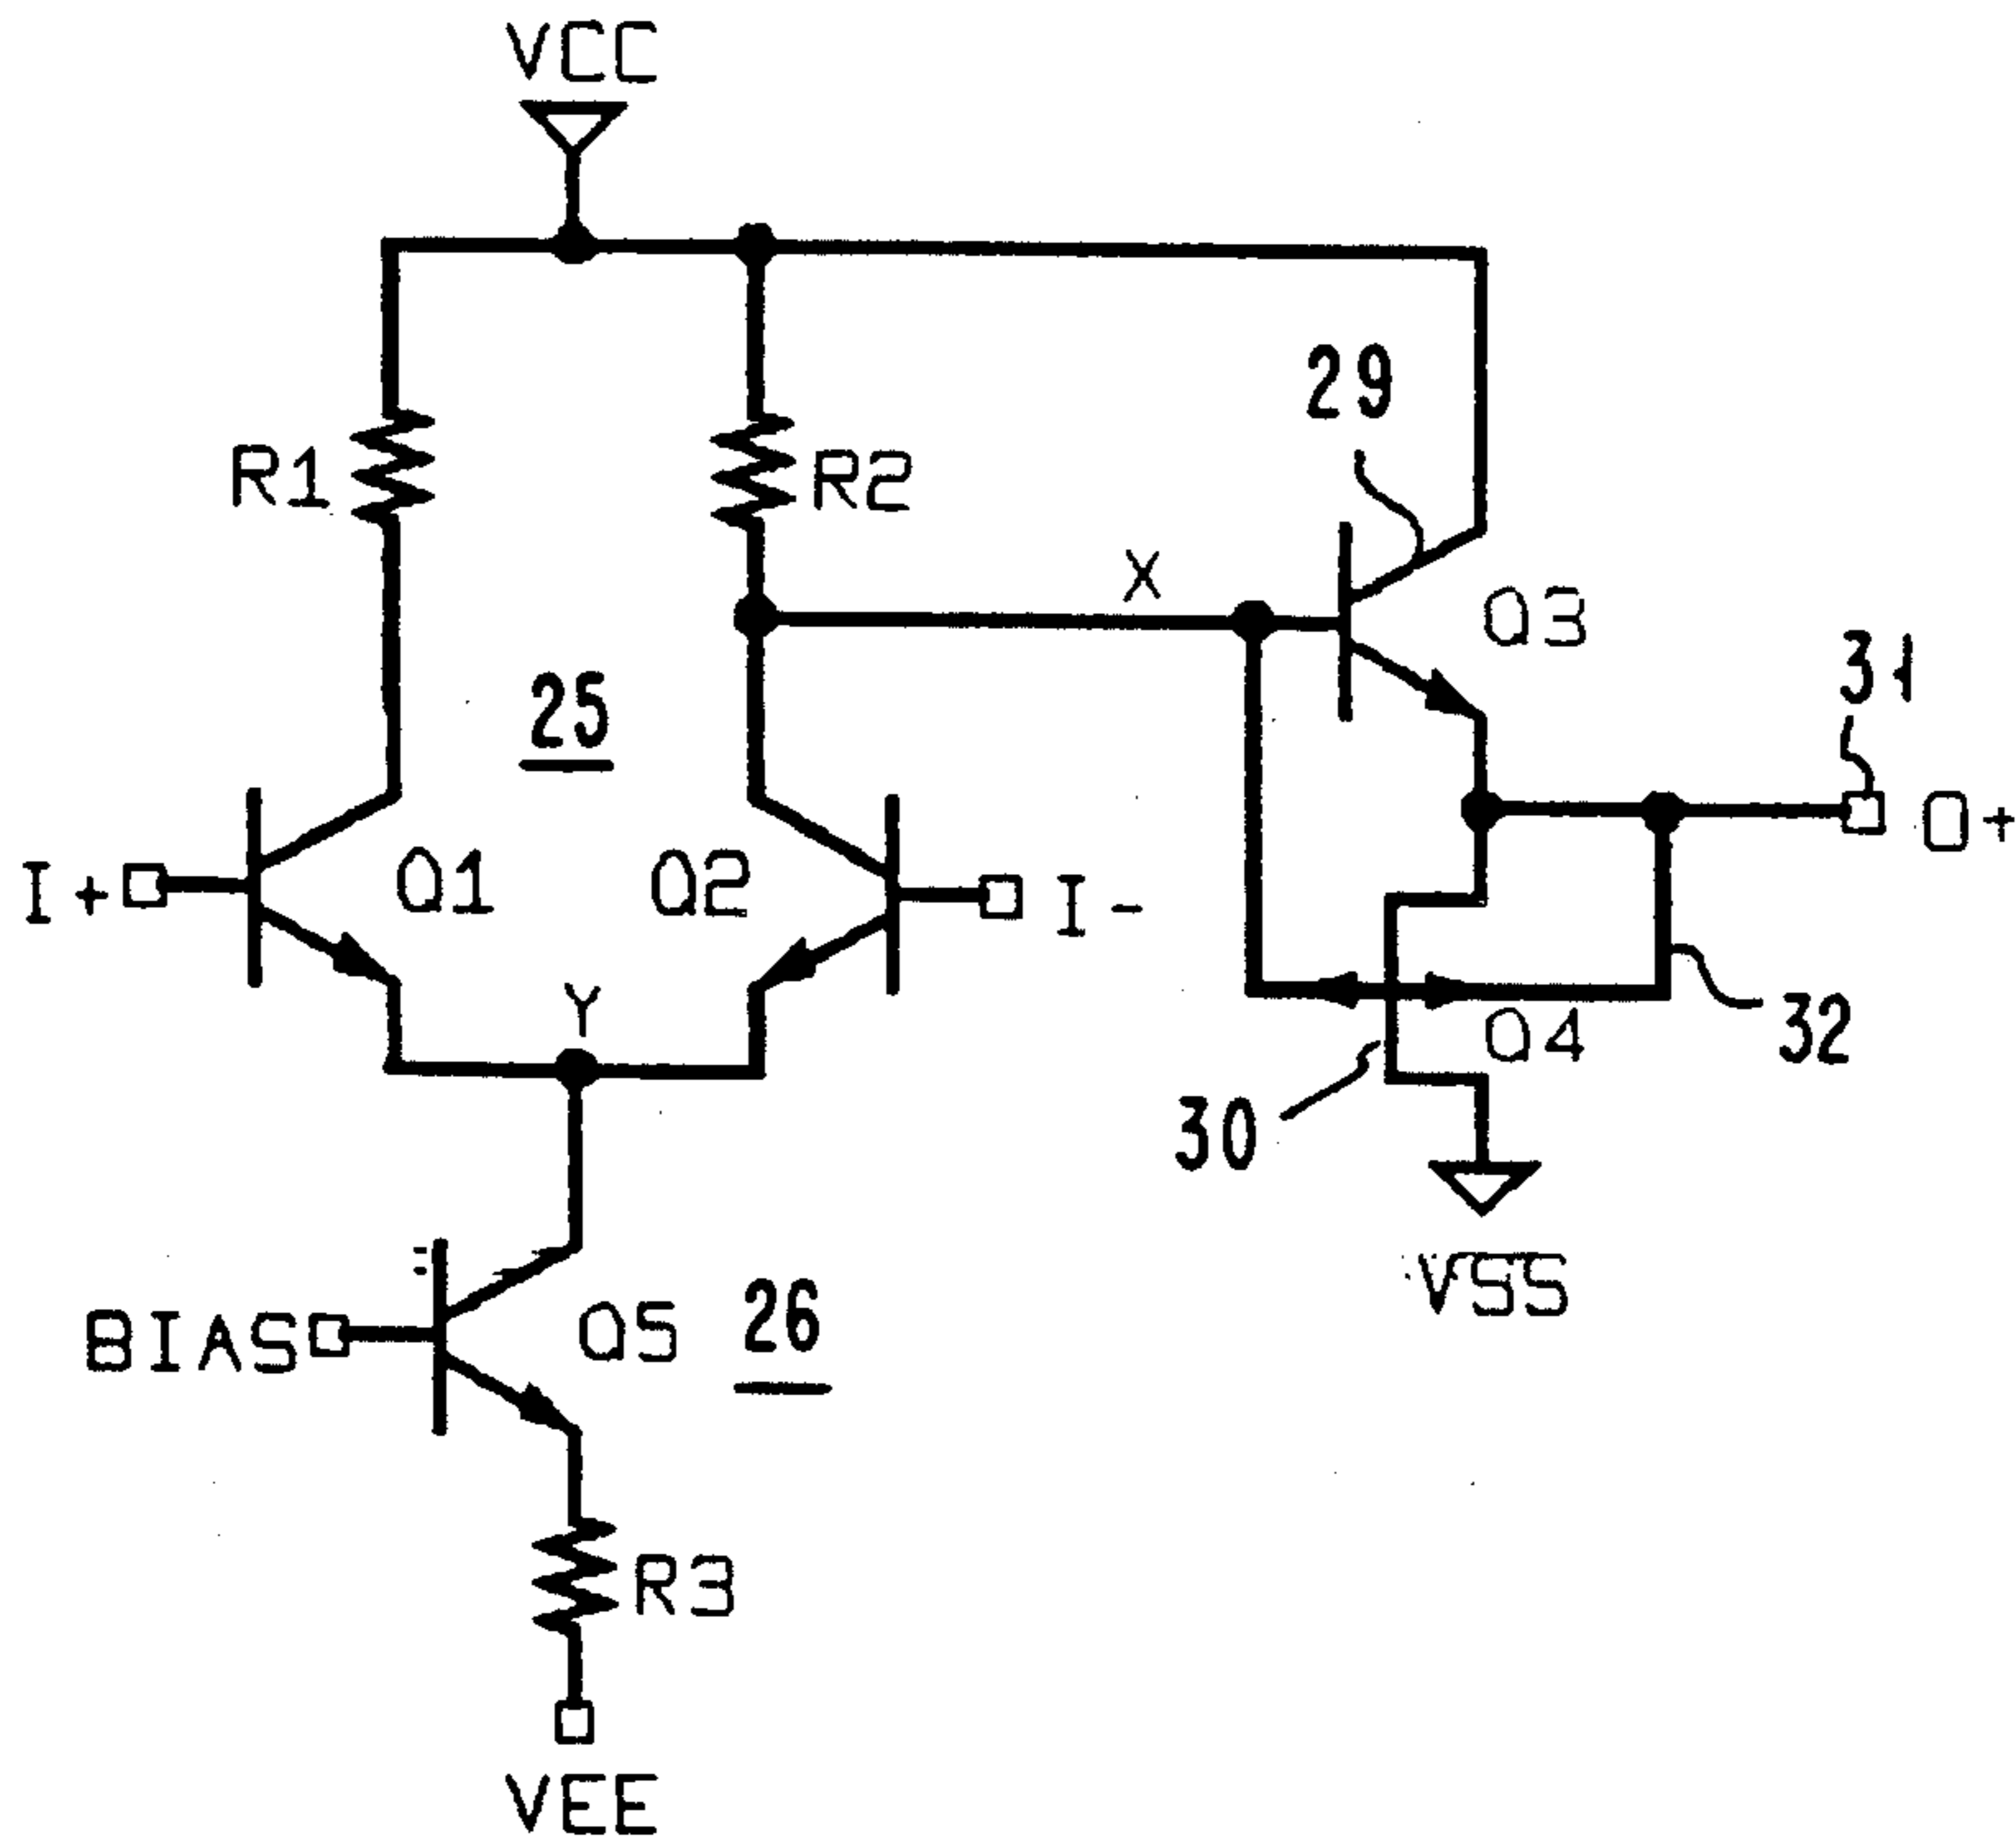 VCC
29
R1
R2
X
Q3
31
25
O+
I+
Q1
Q2
I-
Y
32
Q4
30
VSS
BIAS
Q5
26
R3
VEE